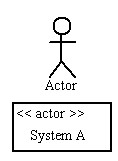 Actor
<< actor >>
System A